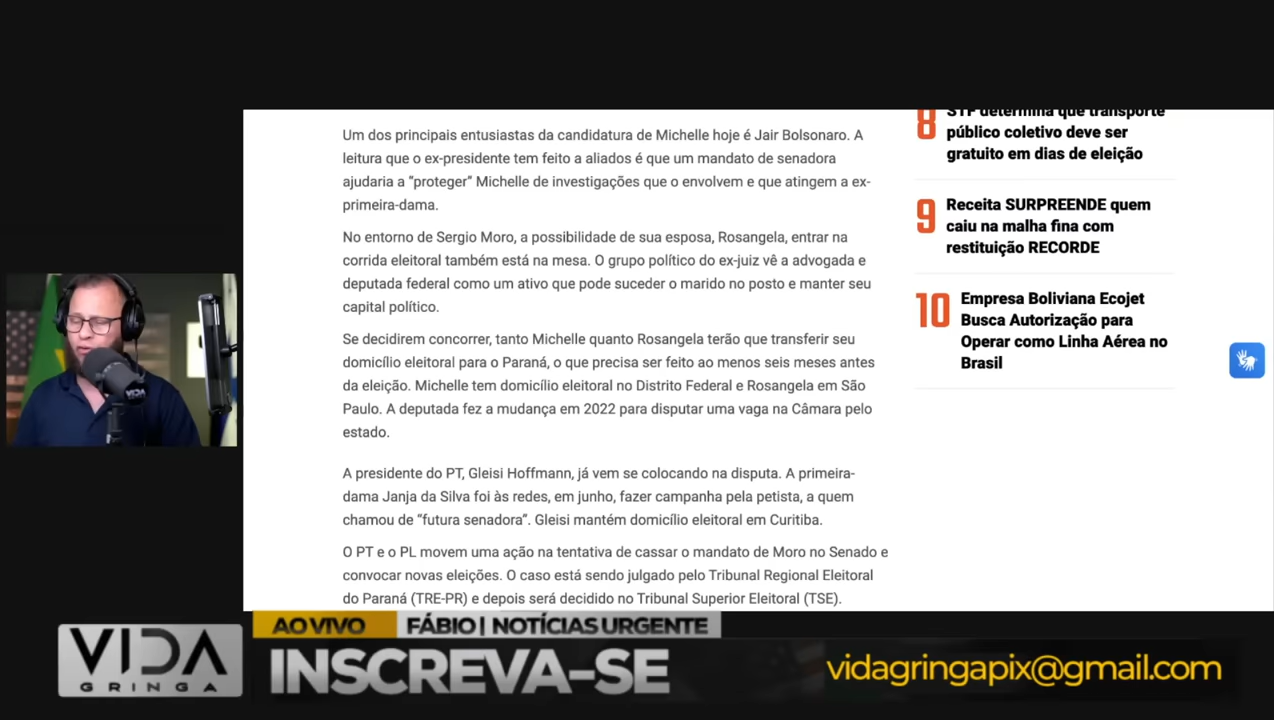 Um dos principais entusiastas da candidatura de Michelle hoje é Jair Bolsonaro. A
leitura que o ex-presidente tem feito a aliados é que um mandato de senadora
ajudaria a “proteger” Michelle de investigações que o envolvem e que atingem a ex-
primeira-dama.
No entorno de Sergio Moro, a possibilidade de sua esposa, Rosangela, entrar na
corrida eleitoral também está na mesa. O grupo político do ex-juiz vê a advogada e
deputada federal como um ativo que pode suceder o marido no posto e manter seu
capital político.
Se decidirem concorrer, tanto Michelle quanto Rosangela terão que transferir seu
domicílio eleitoral para o Paraná, o que precisa ser feito ao menos seis meses antes
da eleição. Michelle tem domicílio eleitoral no Distrito Federal e Rosangela em São
Paulo. A deputada fez a mudança em 2022 para disputar uma vaga na Câmara pelo
estado.
A presidente do PT, Gleisi Hoffmann, já vem se colocando na disputa. A primeira-
dama Janja da Silva foi às redes, em junho, fazer campanha pela petista, a quem
chamou de “futura senadora”. Gleisi mantém domicílio eleitoral em Curitiba.
O PT e o PL movem uma ação na tentativa de cassar o mandato de Moro no Senado e
convocar novas eleições. O caso está sendo julgado pelo Tribunal Regional Eleitoral
do Paraná (TRE-PR) e depois será decidido no Tribunal Superior Eleitoral (TSE).
8
STF determina que transporte
público coletivo deve ser
gratuito em dias de eleição
9
Receita SURPREENDE quem
caiu na malha fina com
restituição RECORDE
10
Empresa Boliviana Ecojet
Busca Autorização para
Operar como Linha Aérea no
Brasil
VIDA
VIDA
GRINGA
AO VIVO
FÁBIO | NOTÍCIAS URGENTE
INSCREVA-SE
vidagringapix@gmail.com